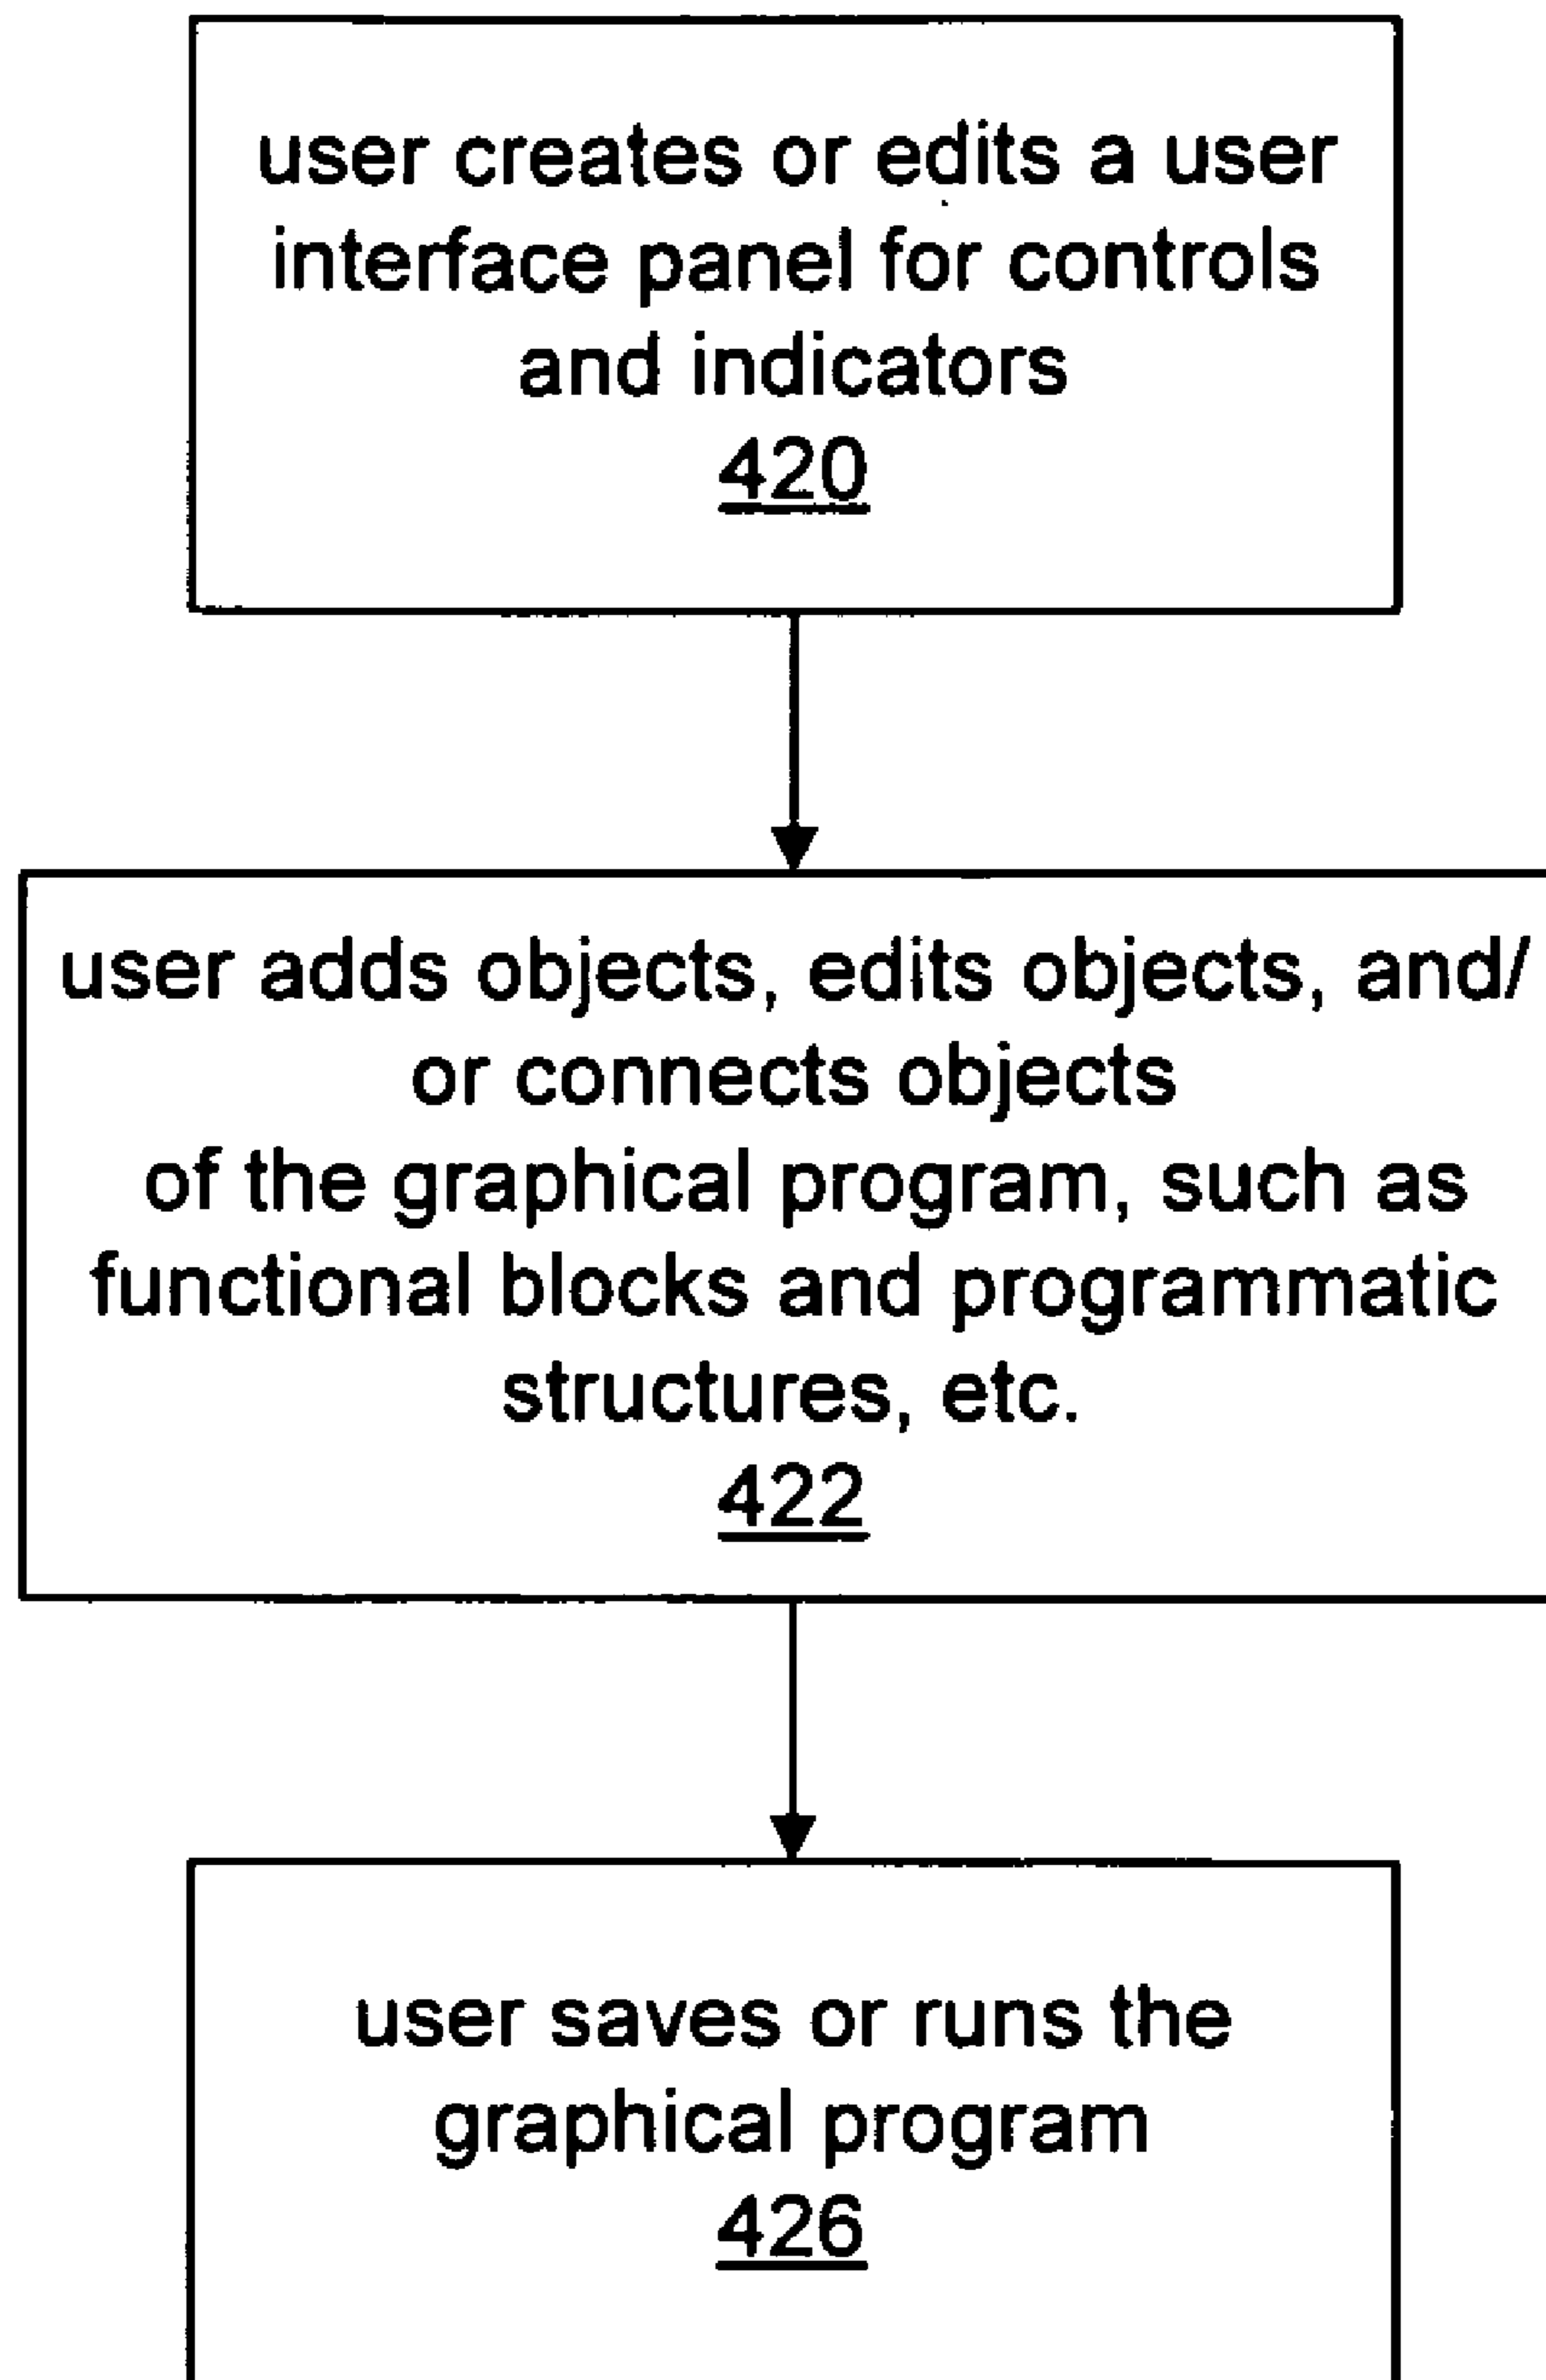 user creates or edits a user
interface panel for controls
and indicators
420
user adds objects, edits objects, and/
or connects objects
of the graphical program, such as
functional blocks and programmatic
structures, etc.
422
user saves or runs the
graphical program
426